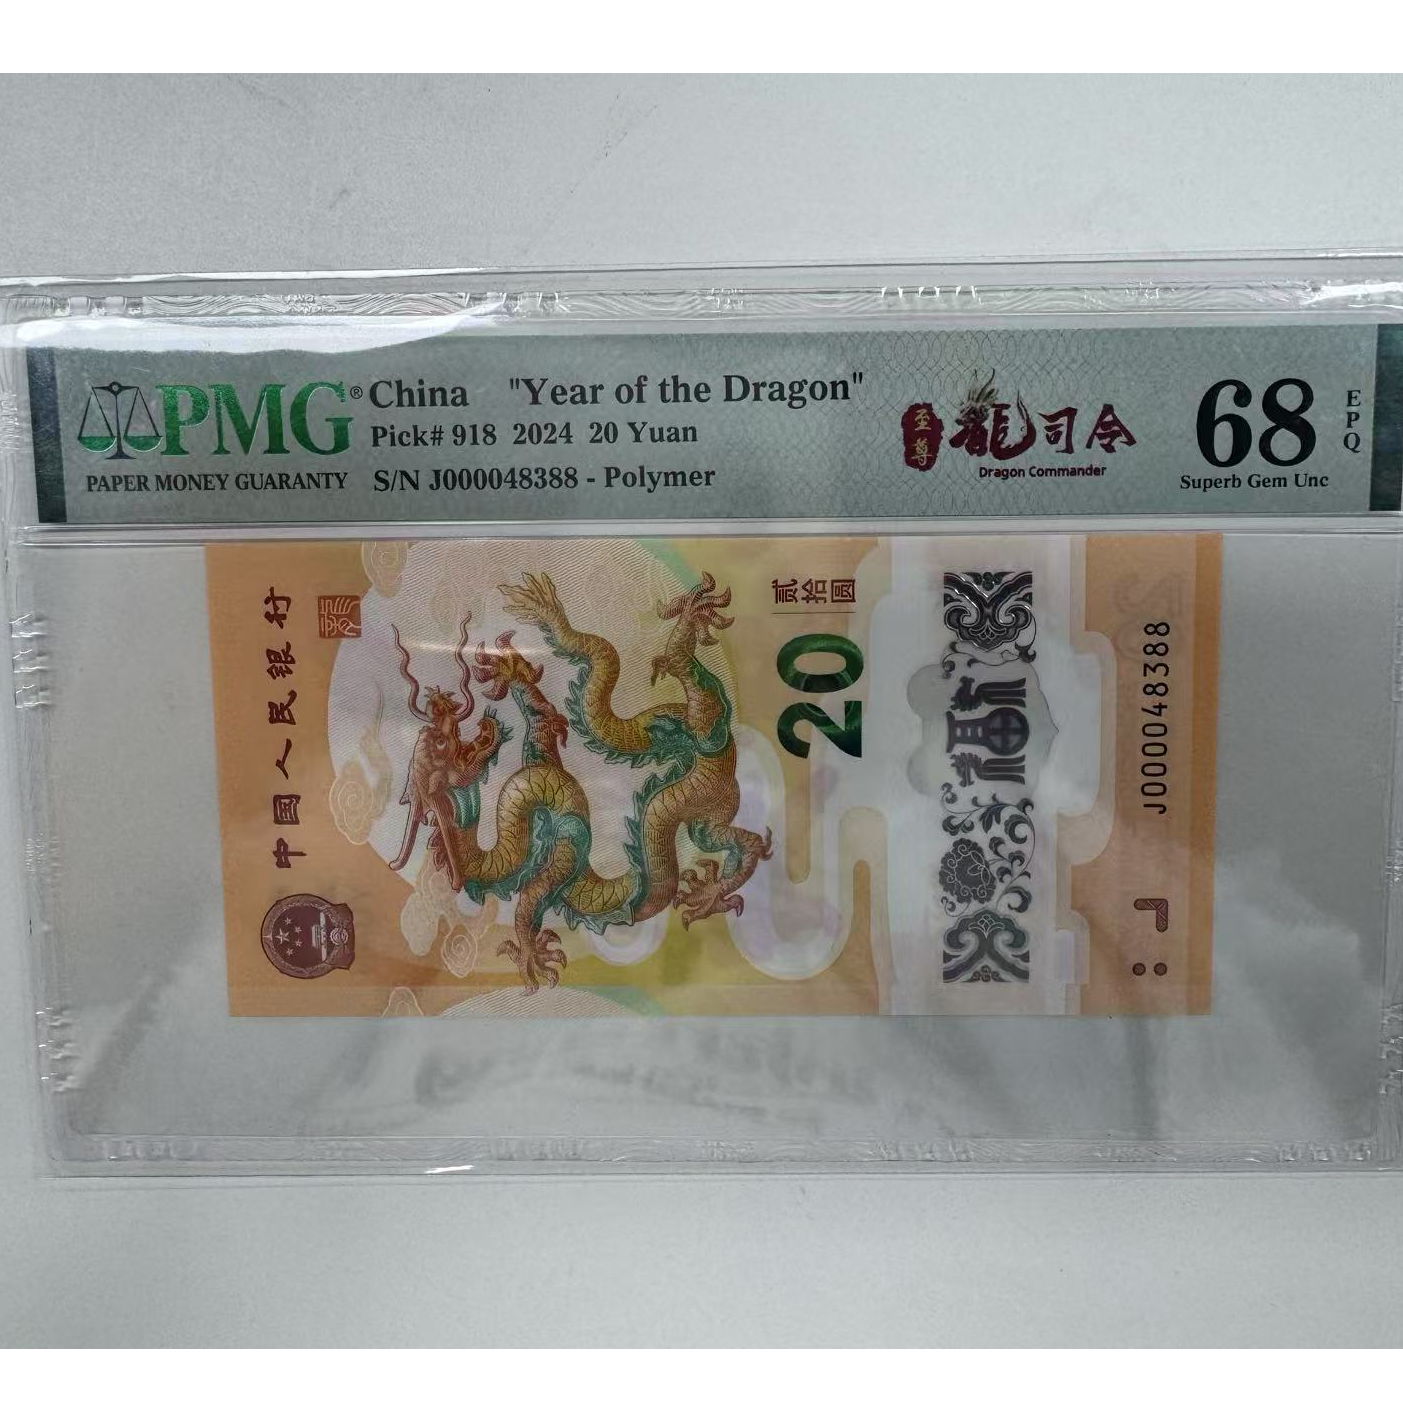 PMG® China "Year of the Dragon"
Pick# 918 2024 20 Yuan
PAPER MONEY GUARANTY S/N J000048388 - Polymer
至尊 龍司令
Dragon Commander
68 EPQ
Superb Gem Unc
中国人民银行
贰拾圆
20
福
J000048388